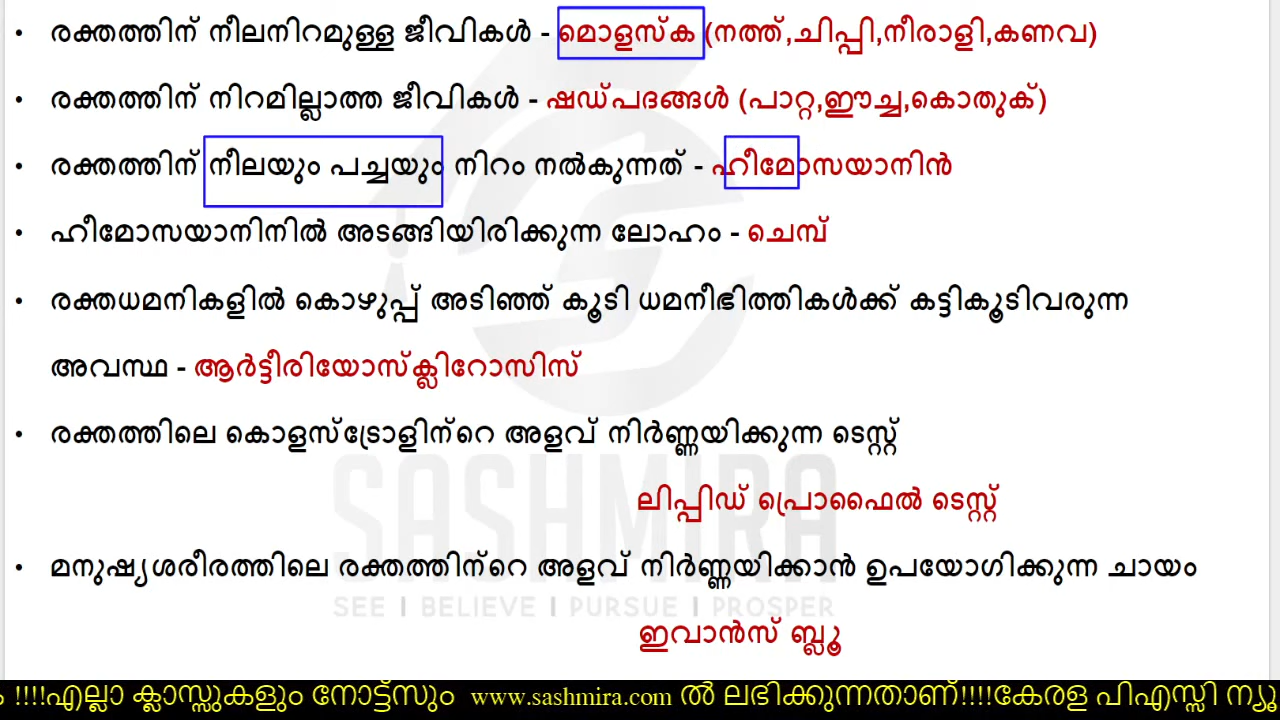 • രക്തത്തിന് നീലനിറമുള്ള ജീവികൾ - മൊളസ്ക (നത്ത്,ചിപ്പി,നീരാളി,കണവ)
• രക്തത്തിന് നിറമില്ലാത്ത ജീവികൾ - ഷഡ്പദങ്ങൾ (പാറ്റ,ഈച്ച,കൊതുക്)
• രക്തത്തിന് നീലയും പച്ചയും നിറം നൽകുന്നത് - ഹീമോസയാനിൻ
• ഹീമോസയാനിനിൽ അടങ്ങിയിരിക്കുന്ന ലോഹം - ചെമ്പ്
• രക്തധമനികളിൽ കൊഴുപ്പ് അടിഞ്ഞ് കൂടി ധമനീഭിത്തികൾക്ക് കട്ടികൂടിവരുന്ന
അവസ്ഥ - ആർട്ടീരിയോസ്ക്ലിറോസിസ്
• രക്തത്തിലെ കൊളസ്ട്രോളിന്റെ അളവ് നിർണ്ണയിക്കുന്ന ടെസ്റ്റ്
ലിപ്പിഡ് പ്രൊഫൈൽ ടെസ്റ്റ്
• മനുഷ്യശരീരത്തിലെ രക്തത്തിന്റെ അളവ് നിർണ്ണയിക്കാൻ ഉപയോഗിക്കുന്ന ചായം
ഇവാൻസ് ബ്ലൂ
SASHMIRA
SEE | BELIEVE | PURSUE | PROSPER
!!!!എല്ലാ ക്ലാസ്സുകളും നോട്ട്സും www.sashmira.com ൽ ലഭിക്കുന്നതാണ്!!!!കേരള പിഎസ്സി ന്യൂ